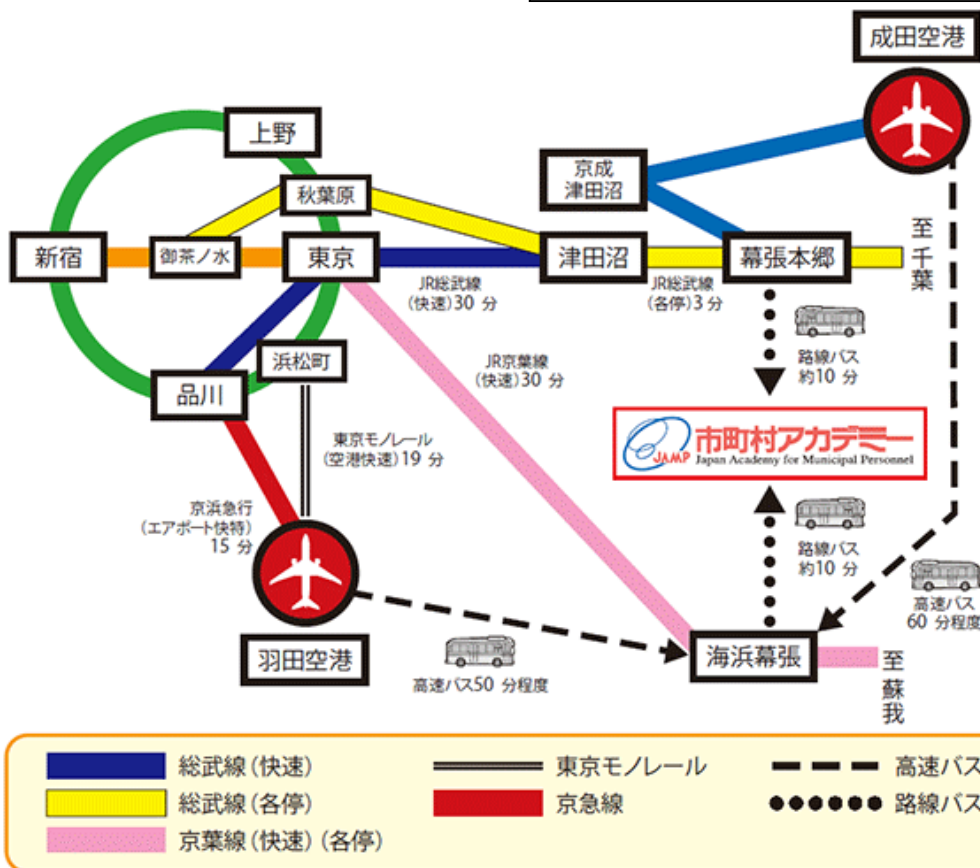 成田空港
上野
京成
津田沼
秋葉原
至
千
葉
新宿
御茶ノ水
東京
津田沼
幕張本郷
JR総武線
(快速)30 分
JR総武線
(各停)3分
路線バス
約10 分
浜松町
JR京葉線
(快速)30 分
品川
市町村アカデミー
JAMP
Japan Academy for Municipal Personnel
東京モノレール
(空港快速)19 分
京浜急行
(エアポート快特)
15 分
路線バス
約10 分
高速バス
60 分程度
羽田空港
高速バス50 分程度
海浜幕張
至
蘇
我
総武線(快速)
東京モノレール
高速バス
総武線(各停)
京急線
路線バス
京葉線(快速)(各停)